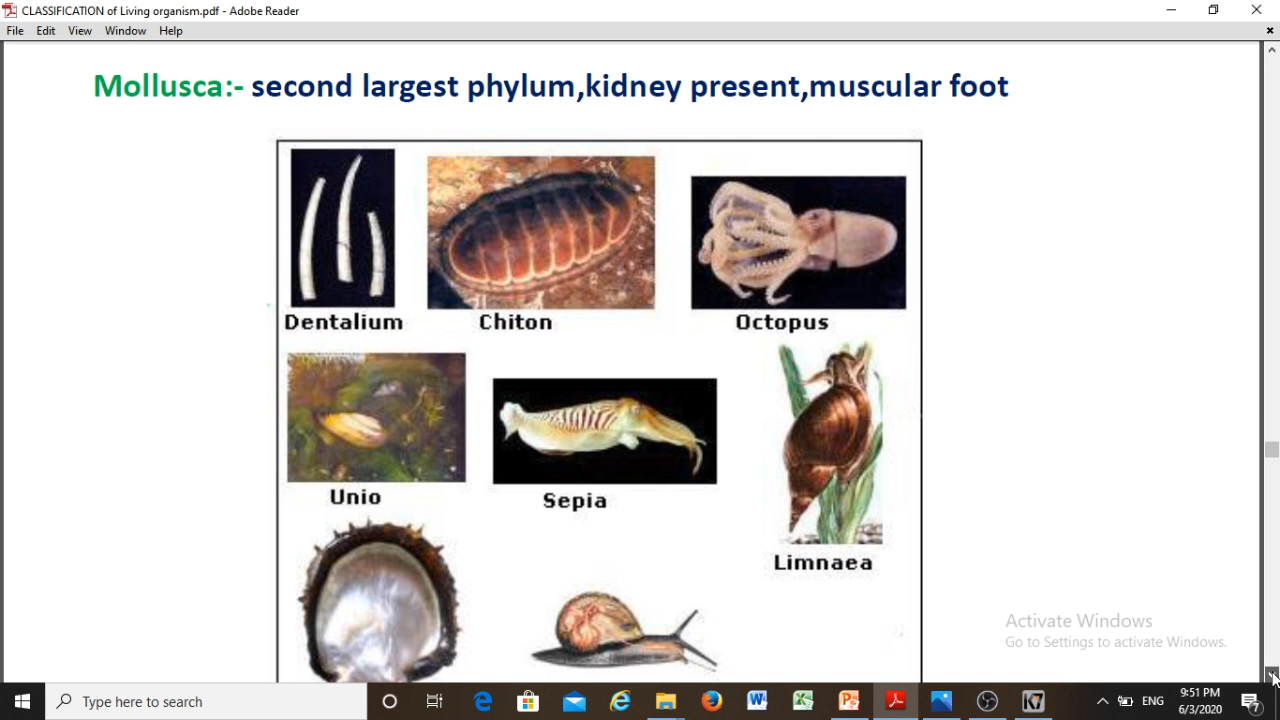 CLASSIFICATION of Living organism.pdf - Adobe Reader
File Edit View Window Help
Mollusca:- second largest phylum,kidney present,muscular foot
Dentalium
Chiton
Octopus
Unio
Sepia
Limnaea
Activate Windows
Go to Settings to activate Windows.
Type here to search
ENG
9:51 PM
6/3/2020
7